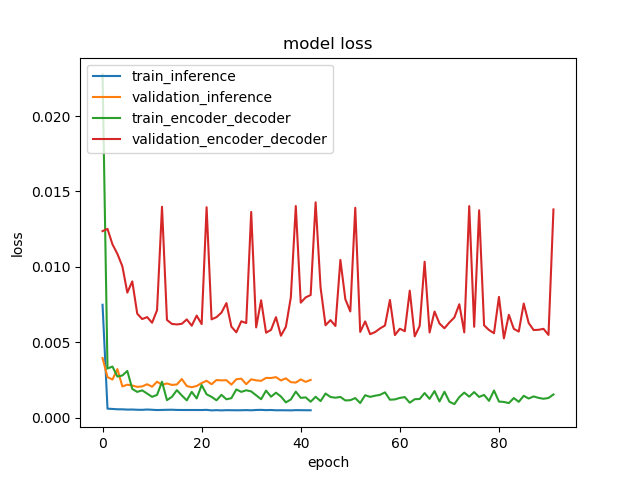 model loss
train_inference
validation_inference
train_encoder_decoder
validation_encoder_decoder
0.020
0.015
0.010
0.005
0.000
loss
0 20 40 60 80
epoch